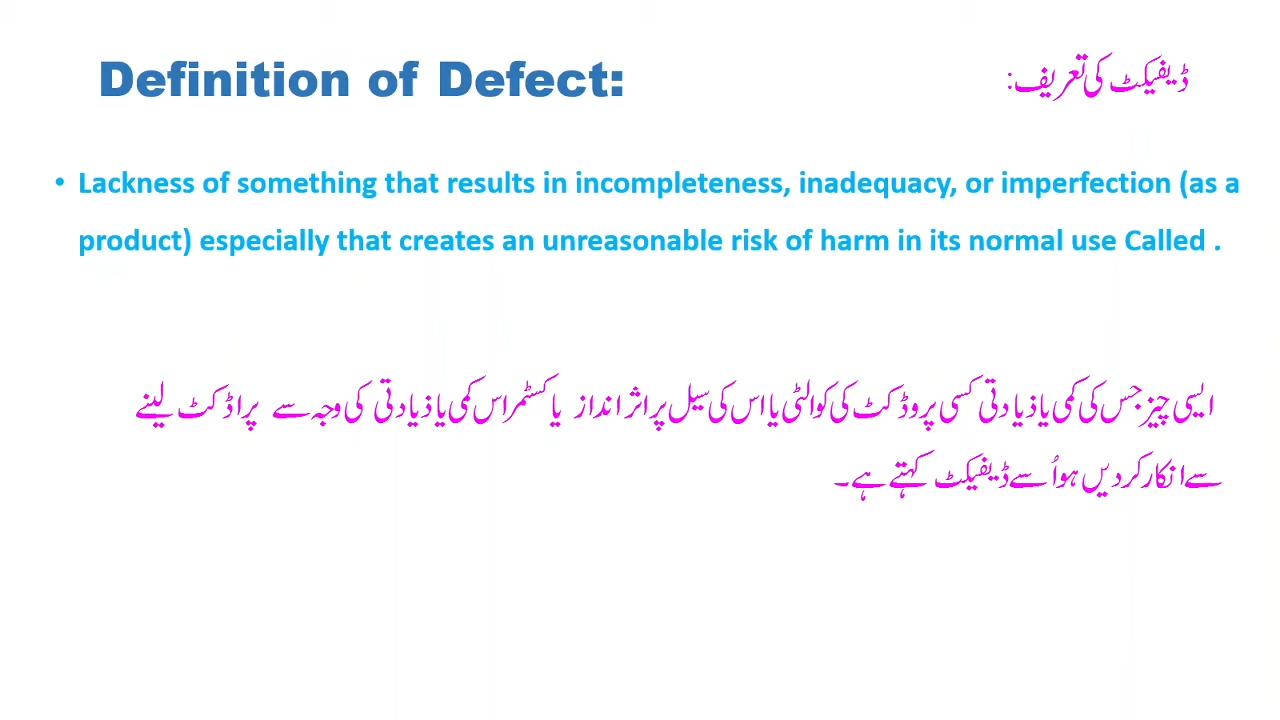 Definition of Defect:
ڈیفیکٹ کی تعریف:
• Lackness of something that results in incompleteness, inadequacy, or imperfection (as a
product) especially that creates an unreasonable risk of harm in its normal use Called .
ایسی چیز جس کی کمی یا ذیادتی کسی پروڈکٹ کی کوالٹی یا اس کی سیل پر اثر انداز یا کسٹمر اس کمی یا ذیادتی کی وجہ سے پراڈکٹ لینے
سے انکار کر دیں ہو اُسے ڈیفیکٹ کہتے ہے۔